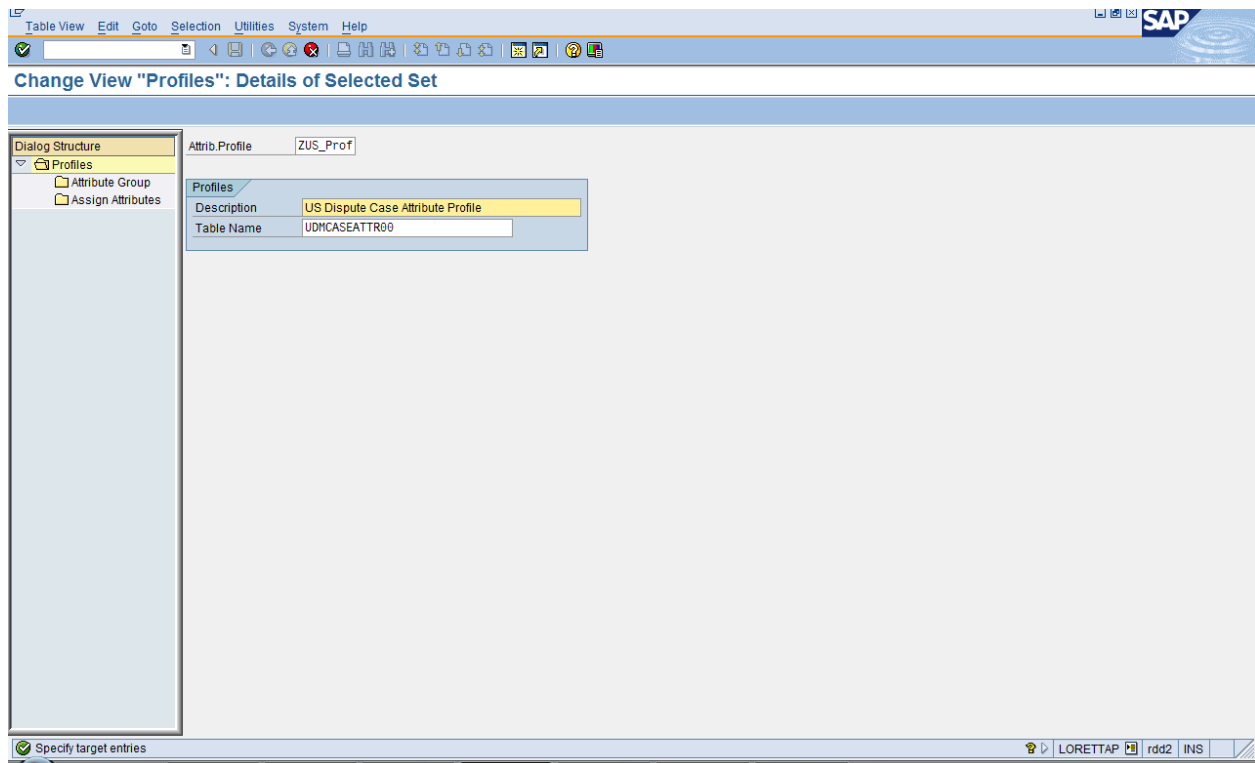 Table View Edit Goto Selection Utilities System Help
SAP
Change View "Profiles": Details of Selected Set
Dialog Structure
Profiles
Attribute Group
Assign Attributes
Attrib.Profile ZUS_Prof
Profiles
Description US Dispute Case Attribute Profile
Table Name UDMCASEATTR00
Specify target entries
LORETTAP rdd2 INS